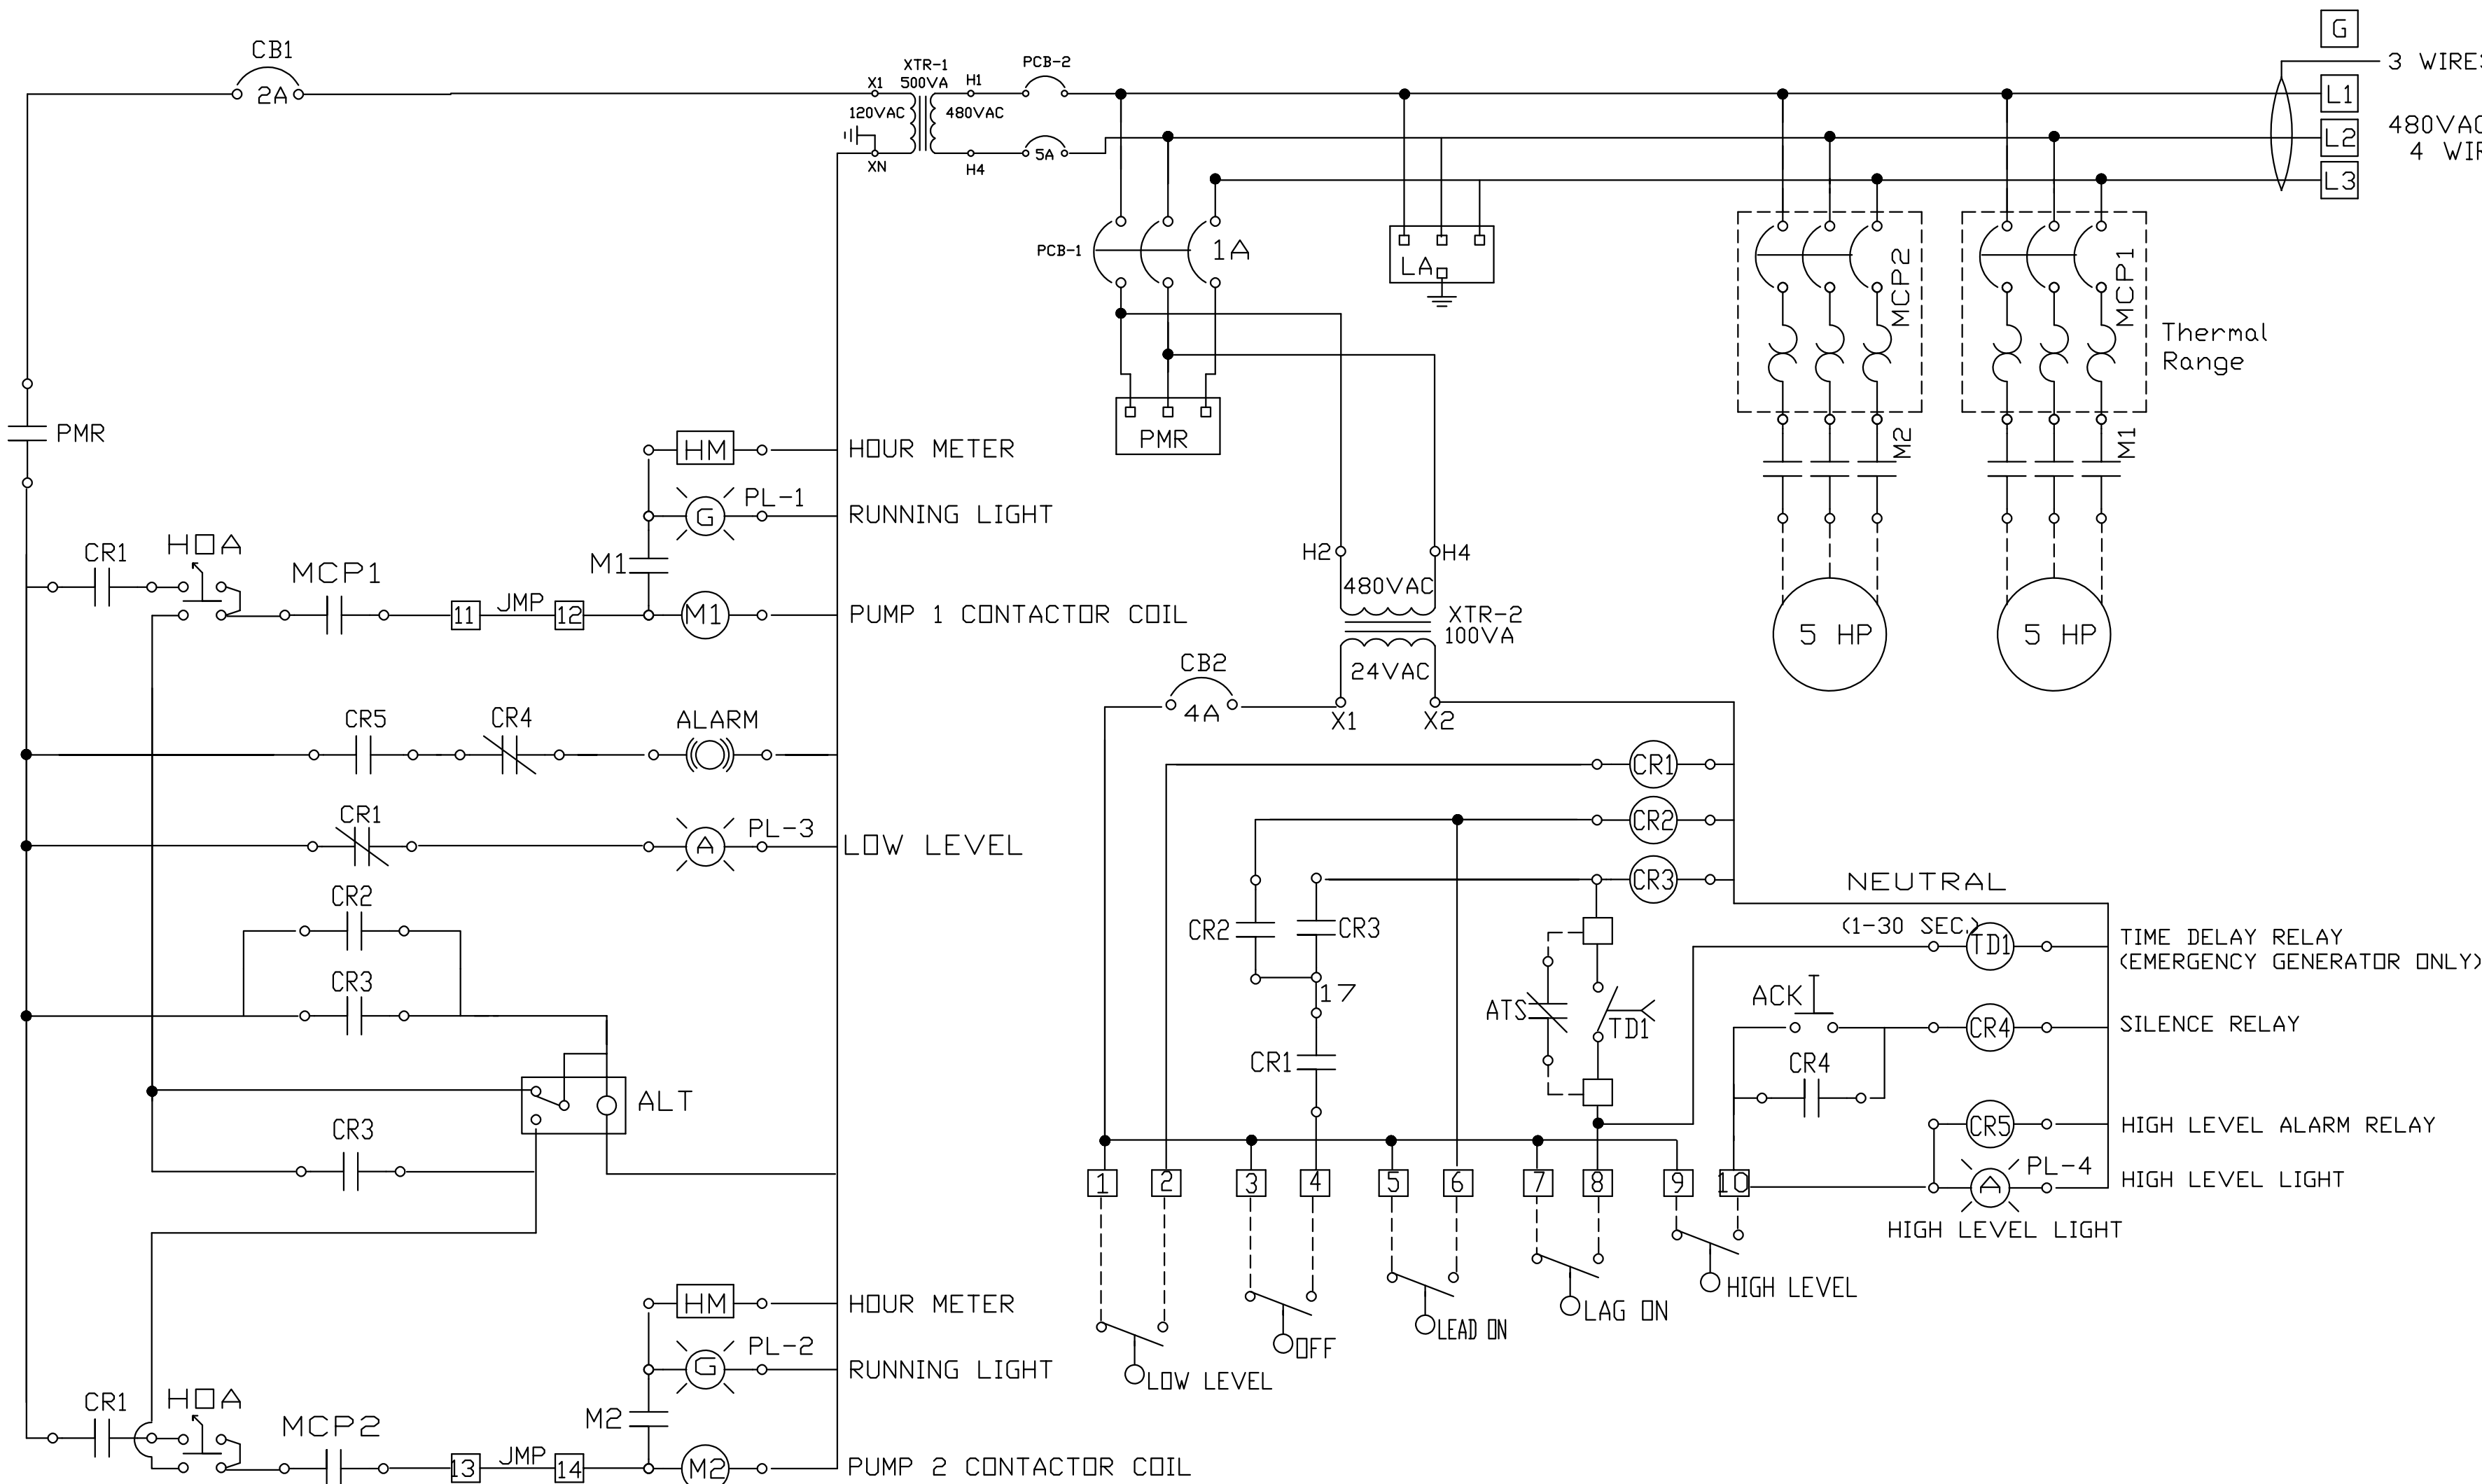 G
3 WIRES
CB1
2A
XTR-1
500VA
X1
H1
PCB-2
120VAC
480VAC
XN
H4
5A
L1
L2
L3
480VAC
4 WIR
PCB-1
1A
LA
PMR
MCP2
MCP1
Thermal
Range
M2
M1
5 HP
5 HP
PMR
HM
HOUR METER
G
PL-1
RUNNING LIGHT
CR1
HOA
MCP1
11
JMP
12
M1
M1
PUMP 1 CONTACTOR COIL
H2
H4
480VAC
XTR-2
100VA
24VAC
X1
X2
CB2
4A
CR5
CR4
ALARM
CR1
A
PL-3
LOW LEVEL
CR2
CR3
ALT
CR3
CR1
CR2
CR3
NEUTRAL
CR2
CR3
17
CR1
ATS
TD1
(1-30 SEC.)
TD1
TIME DELAY RELAY
(EMERGENCY GENERATOR ONLY)
ACK
CR4
SILENCE RELAY
CR4
CR5
HIGH LEVEL ALARM RELAY
A
PL-4
HIGH LEVEL LIGHT
HIGH LEVEL LIGHT
1
2
3
4
5
6
7
8
9
10
LOW LEVEL
OFF
LEAD ON
LAG ON
HIGH LEVEL
HM
HOUR METER
G
PL-2
RUNNING LIGHT
CR1
HOA
MCP2
13
JMP
14
M2
M2
PUMP 2 CONTACTOR COIL